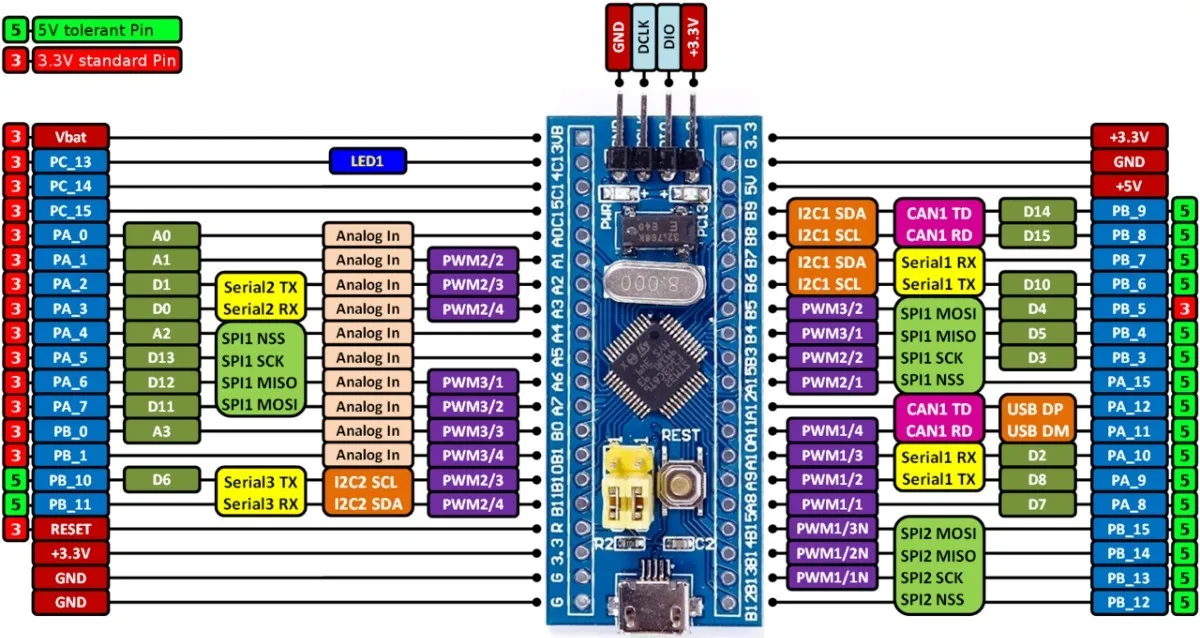 5 5V tolerant Pin
3 3.3V standard Pin
GND DCLK DIO +3.3V
3 Vbat
3 PC_13 LED1
3 PC_14
3 PC_15
3 PA_0 A0 Analog In
3 PA_1 A1 Analog In PWM2/2
3 PA_2 D1 Serial2 TX Analog In PWM2/3
3 PA_3 D0 Serial2 RX Analog In PWM2/4
3 PA_4 A2 SPI1 NSS Analog In
3 PA_5 D13 SPI1 SCK Analog In
3 PA_6 D12 SPI1 MISO Analog In PWM3/1
3 PA_7 D11 SPI1 MOSI Analog In PWM3/2
3 PB_0 A3 Analog In PWM3/3
3 PB_1 Analog In PWM3/4
5 PB_10 D6 Serial3 TX I2C2 SCL PWM2/3
5 PB_11 Serial3 RX I2C2 SDA PWM2/4
3 RESET
+3.3V
GND
GND
VB
C13
C14
C15
A0
A1
A2
A3
A4
A5
A6
A7
B0
B1
B10
B11
R
3.3
G
G
PWR
PC13
8.000
REST
R2
C2
3.3
G
5V
B9
B8
B7
B6
B5
B4
B3
A15
A12
A11
A10
A9
A8
B15
B14
B13
B12
+3.3V
GND
+5V
I2C1 SDA CAN1 TD D14 PB_9 5
I2C1 SCL CAN1 RD D15 PB_8 5
I2C1 SDA Serial1 RX PB_7 5
I2C1 SCL Serial1 TX D10 PB_6 5
PWM3/2 SPI1 MOSI D4 PB_5 3
PWM3/1 SPI1 MISO D5 PB_4 5
PWM2/2 SPI1 SCK D3 PB_3 5
PWM2/1 SPI1 NSS PA_15 5
CAN1 TD USB DP PA_12 5
PWM1/4 CAN1 RD USB DM PA_11 5
PWM1/3 Serial1 RX D2 PA_10 5
PWM1/2 Serial1 TX D8 PA_9 5
PWM1/1 D7 PA_8 5
PWM1/3N SPI2 MOSI PB_15 5
PWM1/2N SPI2 MISO PB_14 5
PWM1/1N SPI2 SCK PB_13 5
SPI2 NSS PB_12 5